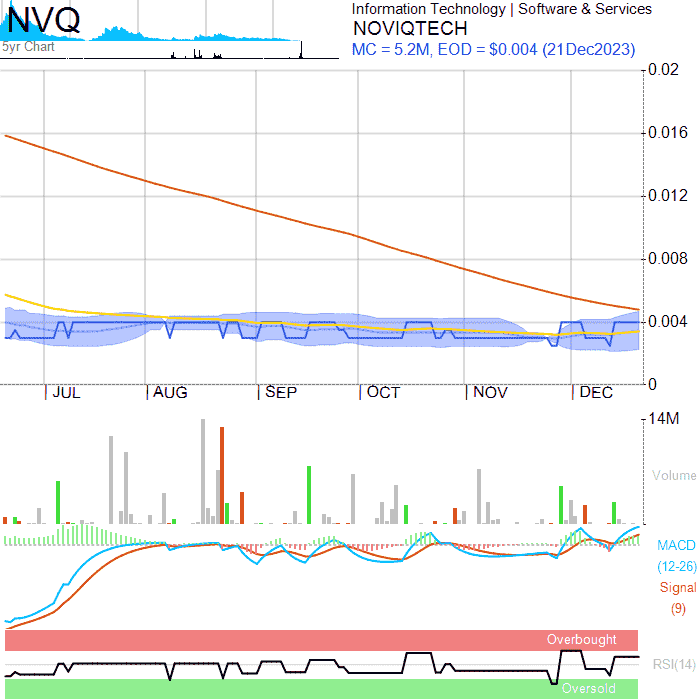 NVQ
5yr Chart
Information Technology | Software & Services
NOVIQTECH
MC = 5.2M, EOD = $0.004 (21Dec2023)
0.02
0.016
0.012
0.008
0.004
0
JUL
AUG
SEP
OCT
NOV
DEC
14M
Volume
MACD
(12-26)
Signal
(9)
Overbought
RSI(14)
Oversold